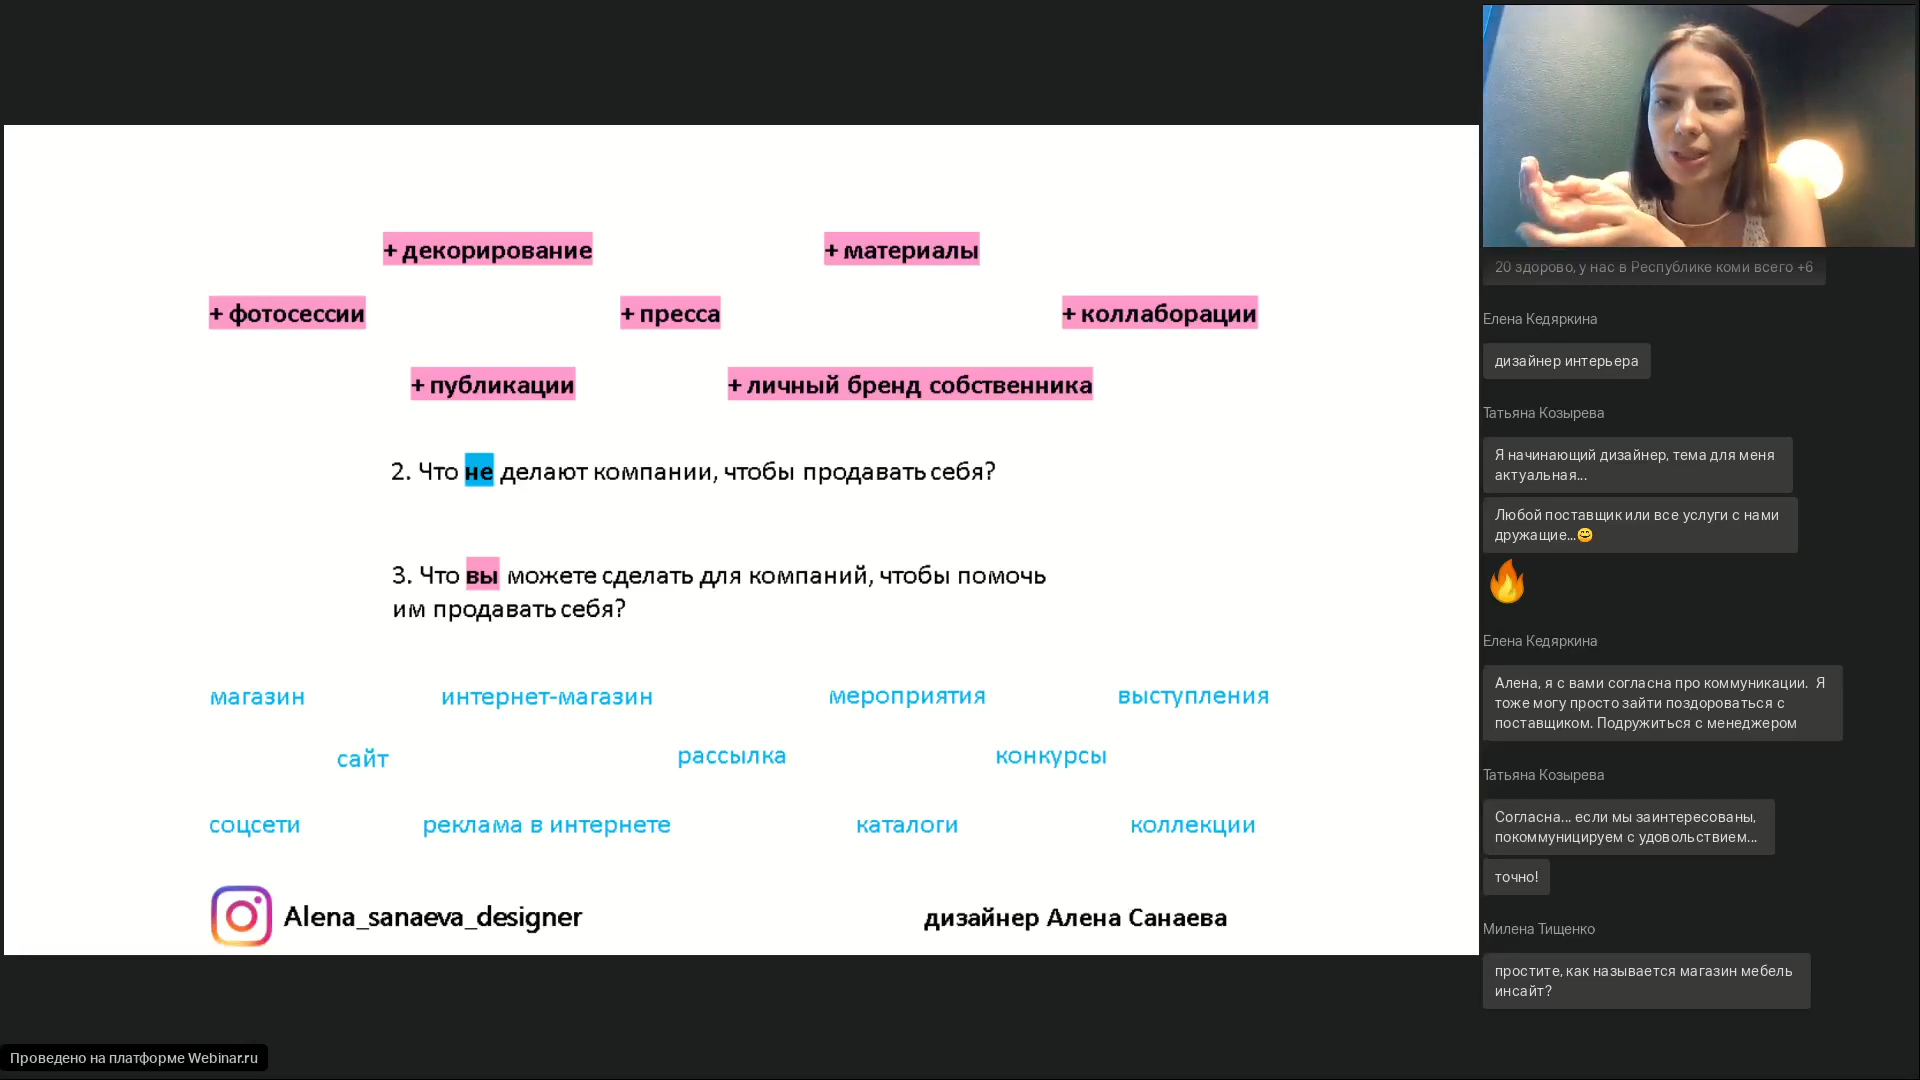 + декорирование
+ материалы
+ фотосессии
+ пресса
+ коллаборации
+ публикации
+ личный бренд собственника
2. Что не делают компании, чтобы продавать себя?
3. Что вы можете сделать для компаний, чтобы помочь
им продавать себя?
магазин
интернет-магазин
мероприятия
выступления
сайт
рассылка
конкурсы
соцсети
реклама в интернете
каталоги
коллекции
Alena_sanaeva_designer
дизайнер Алена Санаева
20 здорово, у нас в Республике коми всего +6
Елена Кедяркина
дизайнер интерьера
Татьяна Козырева
Я начинающий дизайнер, тема для меня
актуальная...
Любой поставщик или все услуги с нами
дружащие...😄
🔥
Елена Кедяркина
Алена, я с вами согласна про коммуникации. Я
тоже могу просто зайти поздороваться с
поставщиком. Подружиться с менеджером
Татьяна Козырева
Согласна... если мы заинтересованы,
покоммуницируем с удовольствием...
точно!
Милена Тищенко
простите, как называется магазин мебель
инсайт?
Проведено на платформе Webinar.ru